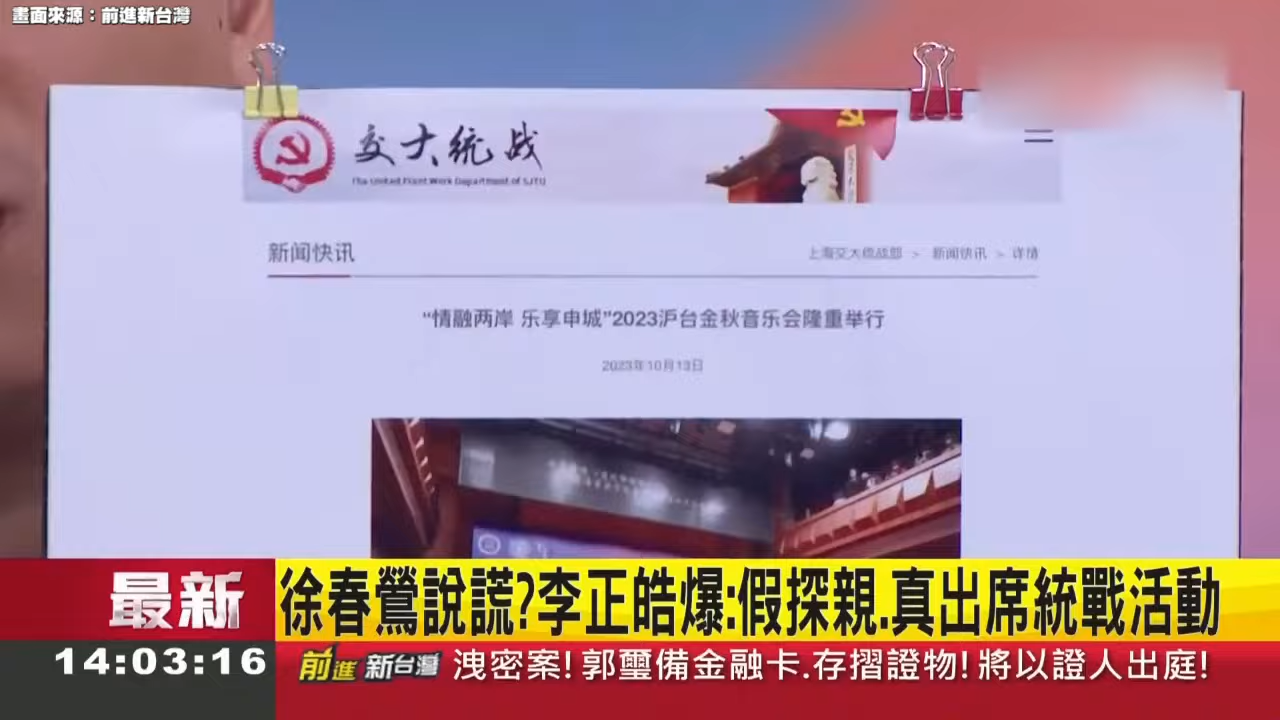 畫面來源：前進新台灣
交大统战
The United Front Work Department of SJTU
新闻快讯
上海交大统战部 > 新闻快讯 > 详情
“情融两岸 乐享申城”2023沪台金秋音乐会隆重举行
2023年10月13日
最新
徐春鶯說謊?李正皓爆:假探親.真出席統戰活動
14:03:16
前進新台灣
洩密案!郭璽備金融卡.存摺證物!將以證人出庭!